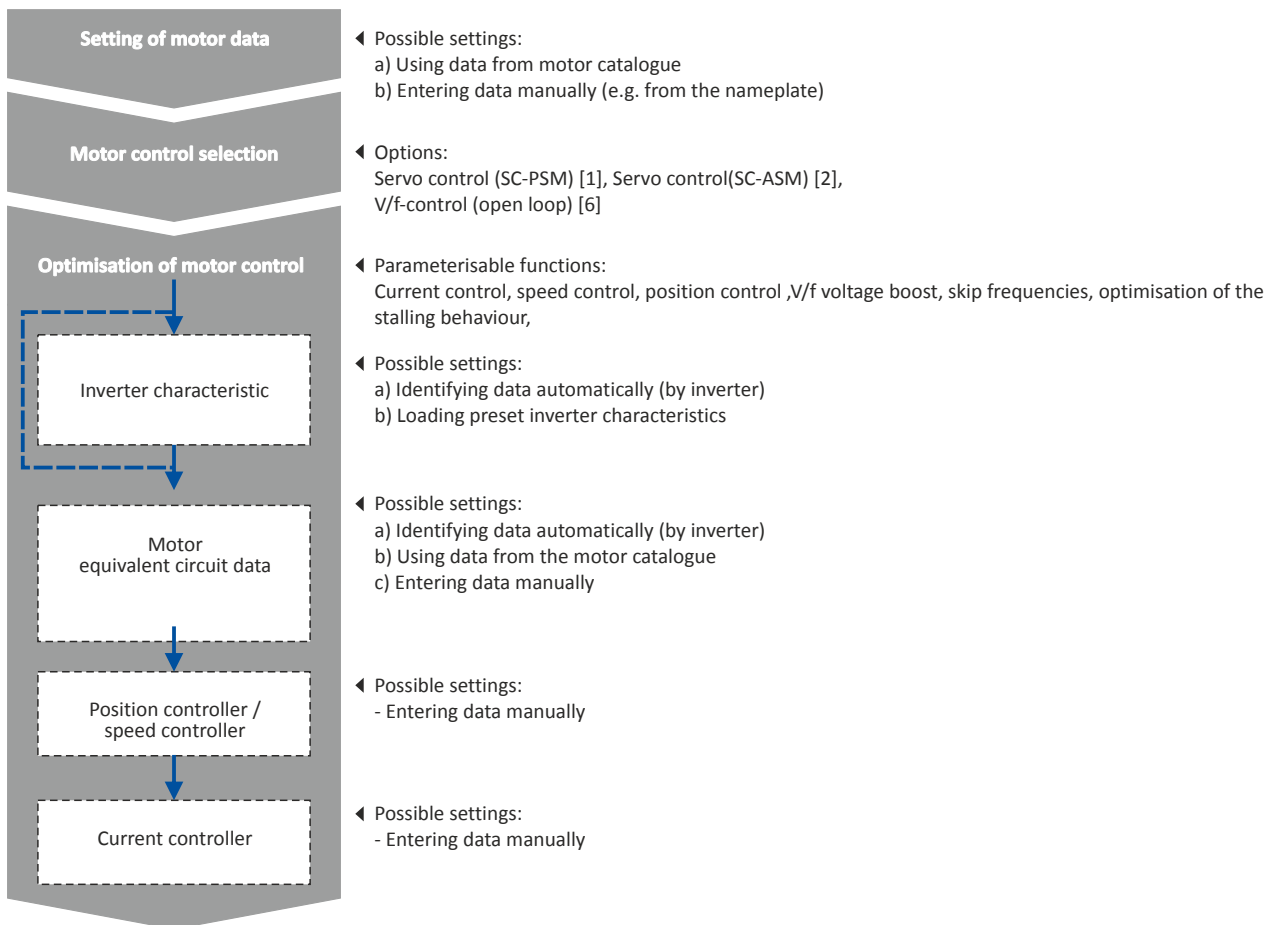 Setting of motor data
◀ Possible settings:
a) Using data from motor catalogue
b) Entering data manually (e.g. from the nameplate)
Motor control selection
◀ Options:
Servo control (SC-PSM) [1], Servo control(SC-ASM) [2],
V/f-control (open loop) [6]
Optimisation of motor control
◀ Parameterisable functions:
Current control, speed control, position control ,V/f voltage boost, skip frequencies, optimisation of the
stalling behaviour,
Inverter characteristic
◀ Possible settings:
a) Identifying data automatically (by inverter)
b) Loading preset inverter characteristics
Motor
equivalent circuit data
◀ Possible settings:
a) Identifying data automatically (by inverter)
b) Using data from the motor catalogue
c) Entering data manually
Position controller /
speed controller
◀ Possible settings:
- Entering data manually
Current controller
◀ Possible settings:
- Entering data manually